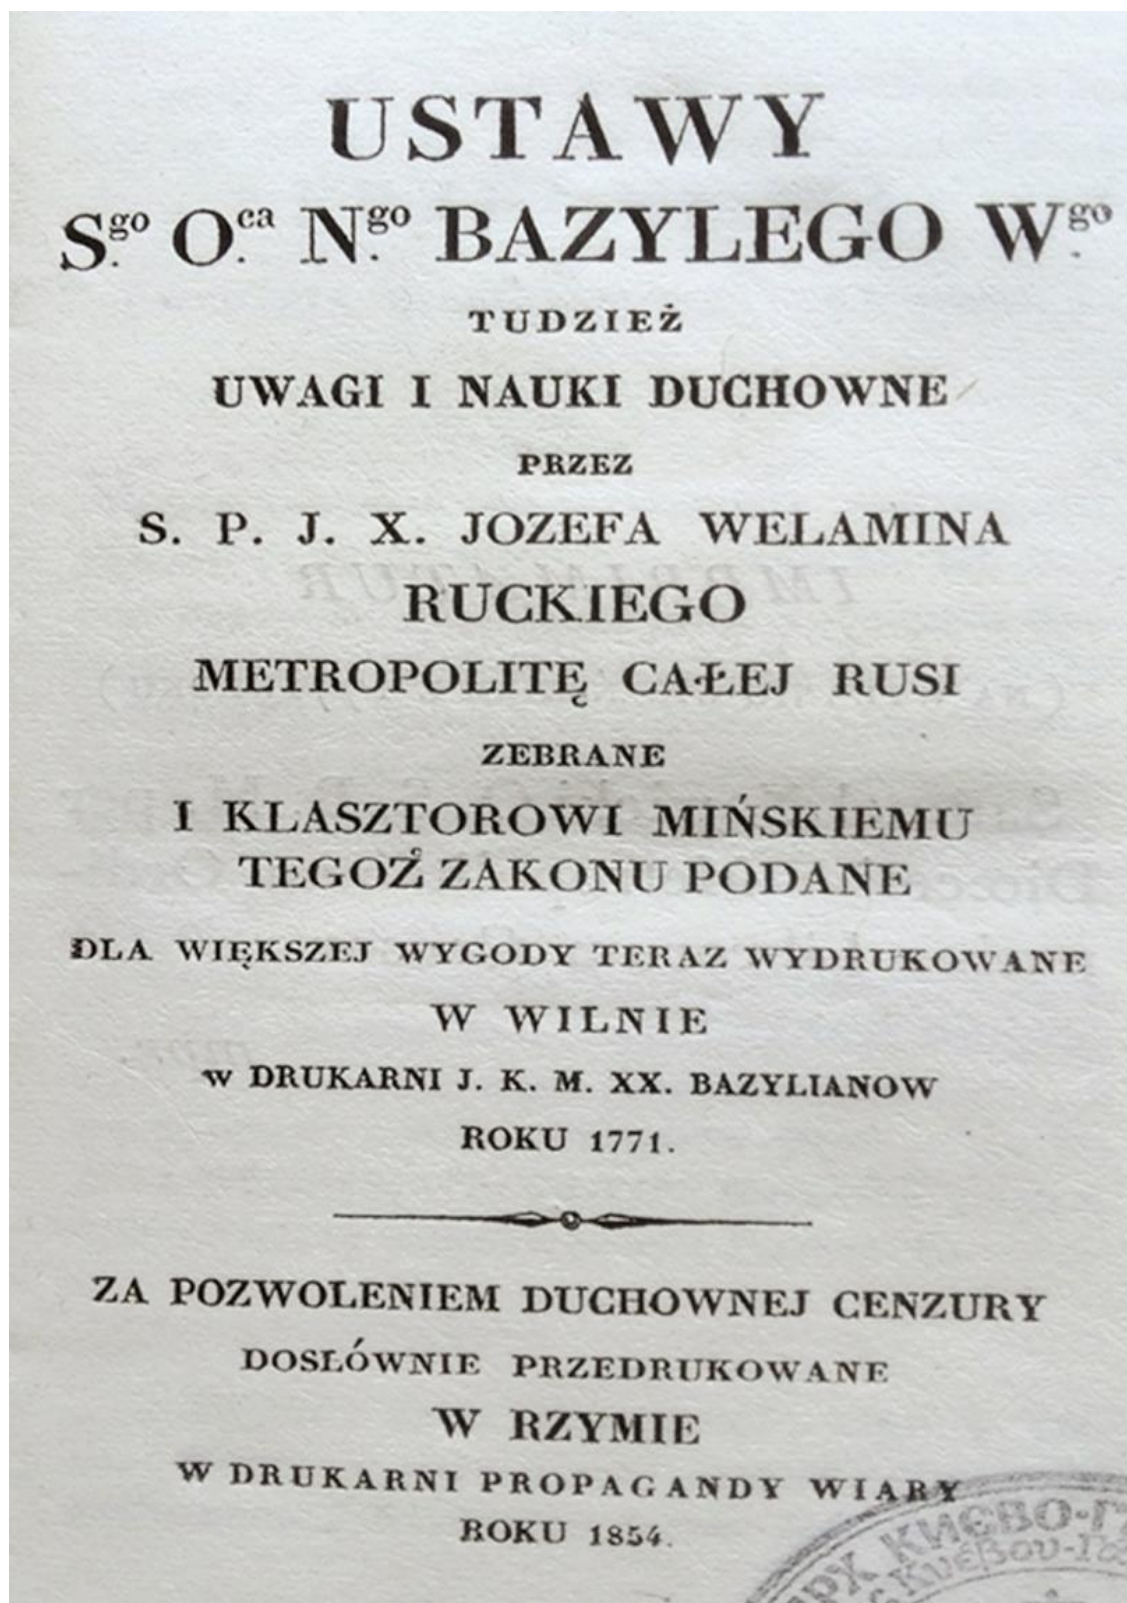 USTAWY
S.go O.ca N.go BAZYLEGO W.go
TUDZIEŻ
UWAGI I NAUKI DUCHOWNE
PRZEZ
S. P. J. X. JOZEFA WELAMINA
RUCKIEGO
METROPOLITĘ CAŁEJ RUSI
ZEBRANE
I KLASZTOROWI MIŃSKIEMU
TEGOŻ ZAKONU PODANE
DLA WIĘKSZEJ WYGODY TERAZ WYDRUKOWANE
W WILNIE
W DRUKARNI J. K. M. XX. BAZYLIANOW
ROKU 1771.
ZA POZWOLENIEM DUCHOWNEJ CENZURY
DOSŁÓWNIE PRZEDRUKOWANE
W RZYMIE
W DRUKARNI PROPAGANDY WIARY
ROKU 1854.